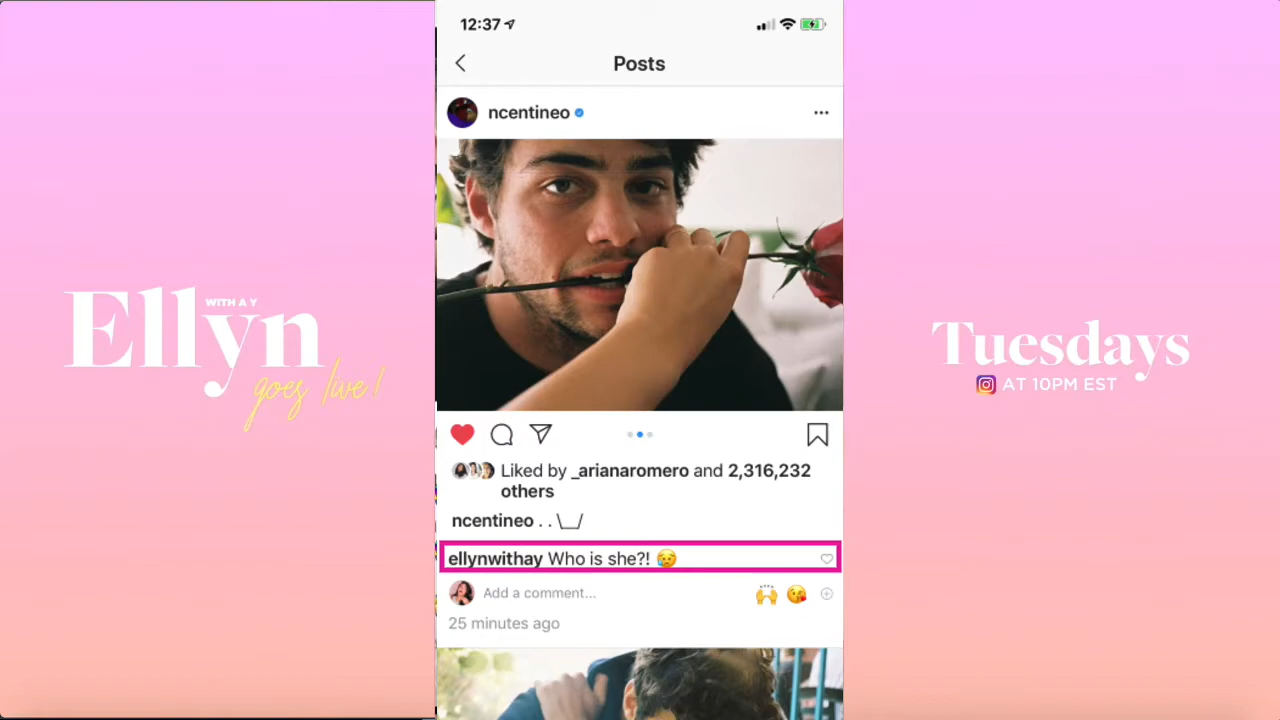 12:37
Posts
ncentineo
Ellyn
WITH A Y
goes live!
Tuesdays
AT 10PM EST
Liked by _arianaromero and 2,316,232
others
ncentineo . . \__/
ellynwithay Who is she?! 😥
Add a comment...
25 minutes ago